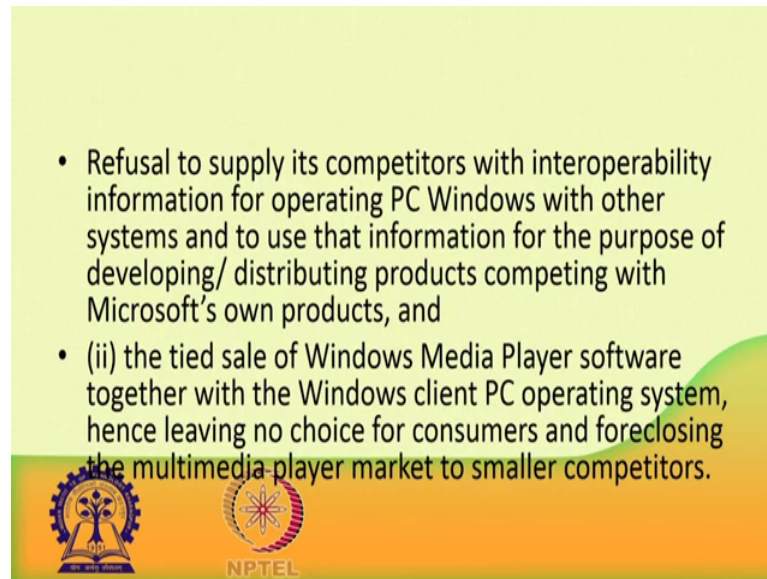 • Refusal to supply its competitors with interoperability
information for operating PC Windows with other
systems and to use that information for the purpose of
developing/ distributing products competing with
Microsoft's own products, and
• (ii) the tied sale of Windows Media Player software
together with the Windows client PC operating system,
hence leaving no choice for consumers and foreclosing
the multimedia player market to smaller competitors.
NPTEL